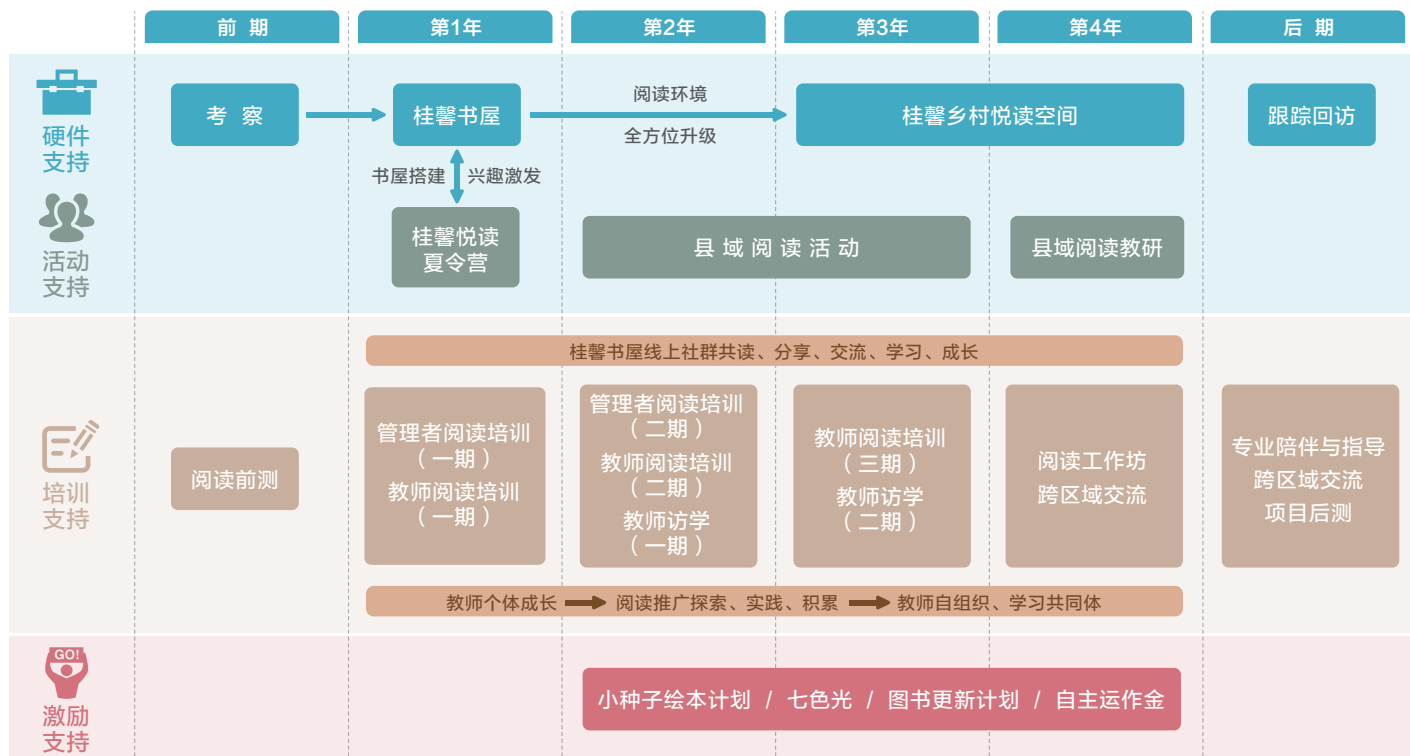 前 期
第1年
第2年
第3年
第4年
后 期
硬件
支持
考 察
桂馨书屋
阅读环境
全方位升级
桂馨乡村悦读空间
跟踪回访
书屋搭建
兴趣激发
活动
支持
桂馨悦读
夏令营
县 域 阅 读 活 动
县域阅读教研
桂馨书屋线上社群共读、分享、交流、学习、成长
培训
支持
阅读前测
管理者阅读培训
（一期）
教师阅读培训
（一期）
管理者阅读培训
（二期）
教师阅读培训
（二期）
教师访学
（一期）
教师阅读培训
（三期）
教师访学
（二期）
阅读工作坊
跨区域交流
专业陪伴与指导
跨区域交流
项目后测
教师个体成长
阅读推广探索、实践、积累
教师自组织、学习共同体
GO!
激励
支持
小种子绘本计划 / 七色光 / 图书更新计划 / 自主运作金